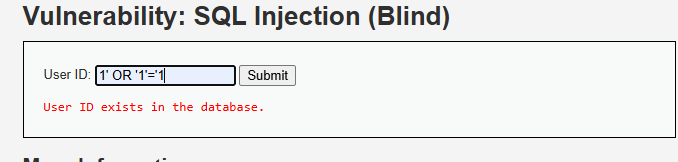 Vulnerability: SQL Injection (Blind)
User ID: 1' OR '1'='1 Submit
User ID exists in the database.